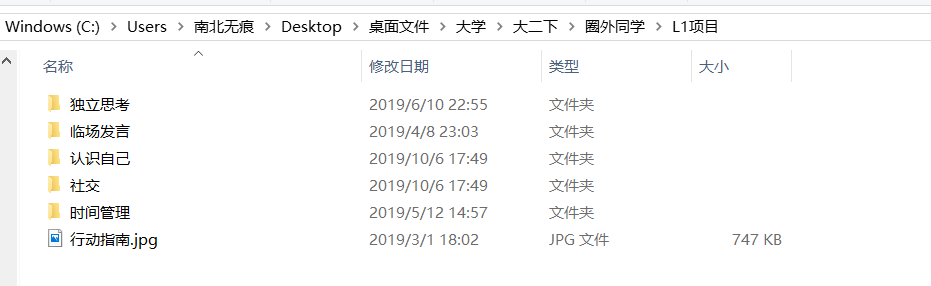 Windows (C:) > Users > 南北无痕 > Desktop > 桌面文件 > 大学 > 大二下 > 圈外同学 > L1项目
名称 修改日期 类型 大小
独立思考 2019/6/10 22:55 文件夹
临场发言 2019/4/8 23:03 文件夹
认识自己 2019/10/6 17:49 文件夹
社交 2019/10/6 17:49 文件夹
时间管理 2019/5/12 14:57 文件夹
行动指南.jpg 2019/3/1 18:02 JPG 文件 747 KB